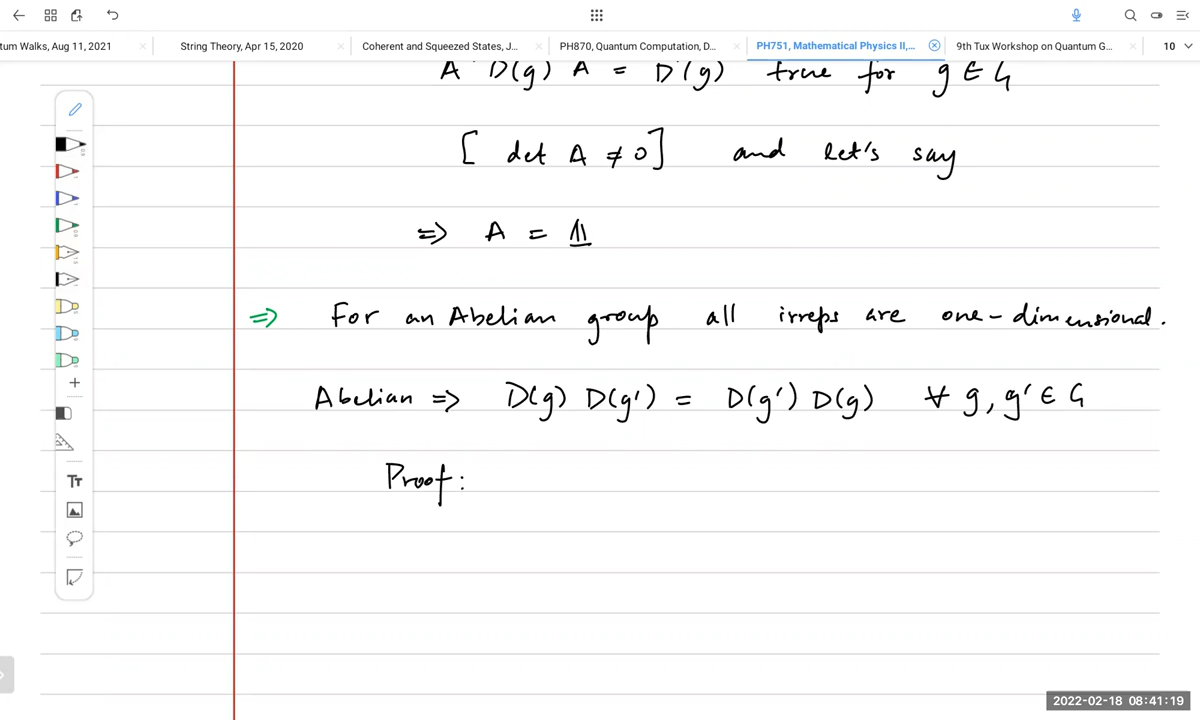 tum Walks, Aug 11, 2021
String Theory, Apr 15, 2020
Coherent and Squeezed States, J...
PH870, Quantum Computation, D...
PH751, Mathematical Physics II,...
9th Tux Workshop on Quantum G...
10
A D(g) A = D'(g) true for g ∈ G
[ det A ≠ 0 ] and let's say
⇒ A = 𝟙
⇒ For an Abelian group all irreps are one-dimensional.
Abelian ⇒ D(g) D(g') = D(g') D(g) ∀ g, g' ∈ G
Proof:
TT
2022-02-18 08:41:19